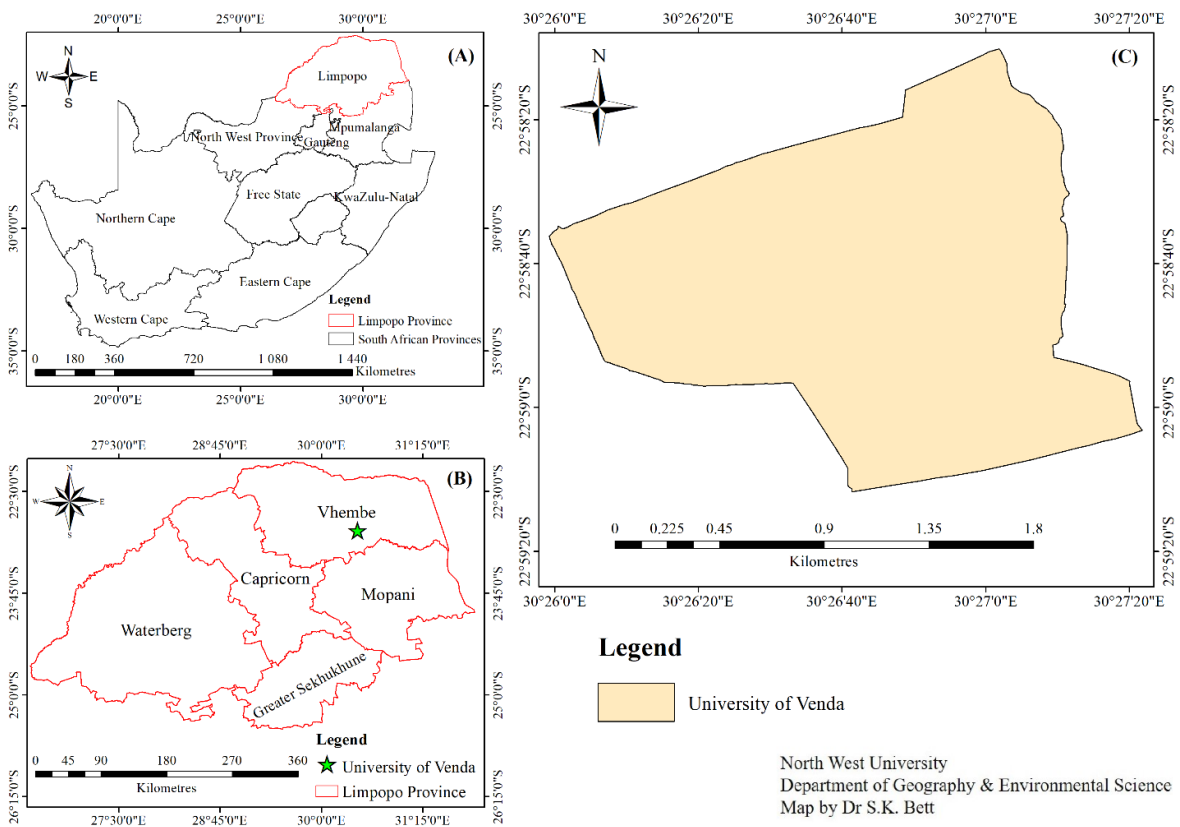 20°0'0"E 25°0'0"E 30°0'0"E
(A)
N
W E
S
Limpopo
Mpumalanga
North West Province
Gauteng
Free State
KwaZulu-Natal
Northern Cape
Eastern Cape
Western Cape
25°0'0"S 30°0'0"S 35°0'0"S
25°0'0"S 30°0'0"S 35°0'0"S
Legend
Limpopo Province
South African Provinces
0 180 360 720 1 080 1 440
Kilometres
20°0'0"E 25°0'0"E 30°0'0"E
27°30'0"E 28°45'0"E 30°0'0"E 31°15'0"E
(B)
N
W E
S
Vhembe
Capricorn
Mopani
Waterberg
Greater Sekhukhune
22°30'0"S 23°45'0"S 25°0'0"S 26°15'0"S
22°30'0"S 23°45'0"S 25°0'0"S 26°15'0"S
Legend
University of Venda
Limpopo Province
0 45 90 180 270 360
Kilometres
27°30'0"E 28°45'0"E 30°0'0"E 31°15'0"E
30°26'0"E 30°26'20"E 30°26'40"E 30°27'0"E 30°27'20"E
(C)
N
22°58'20"S 22°58'40"S 22°59'0"S 22°59'20"S
22°58'20"S 22°58'40"S 22°59'0"S 22°59'20"S
0 0,225 0,45 0,9 1,35 1,8
Kilometres
30°26'0"E 30°26'20"E 30°26'40"E 30°27'0"E 30°27'20"E
Legend
University of Venda
North West University
Department of Geography & Environmental Science
Map by Dr S.K. Bett